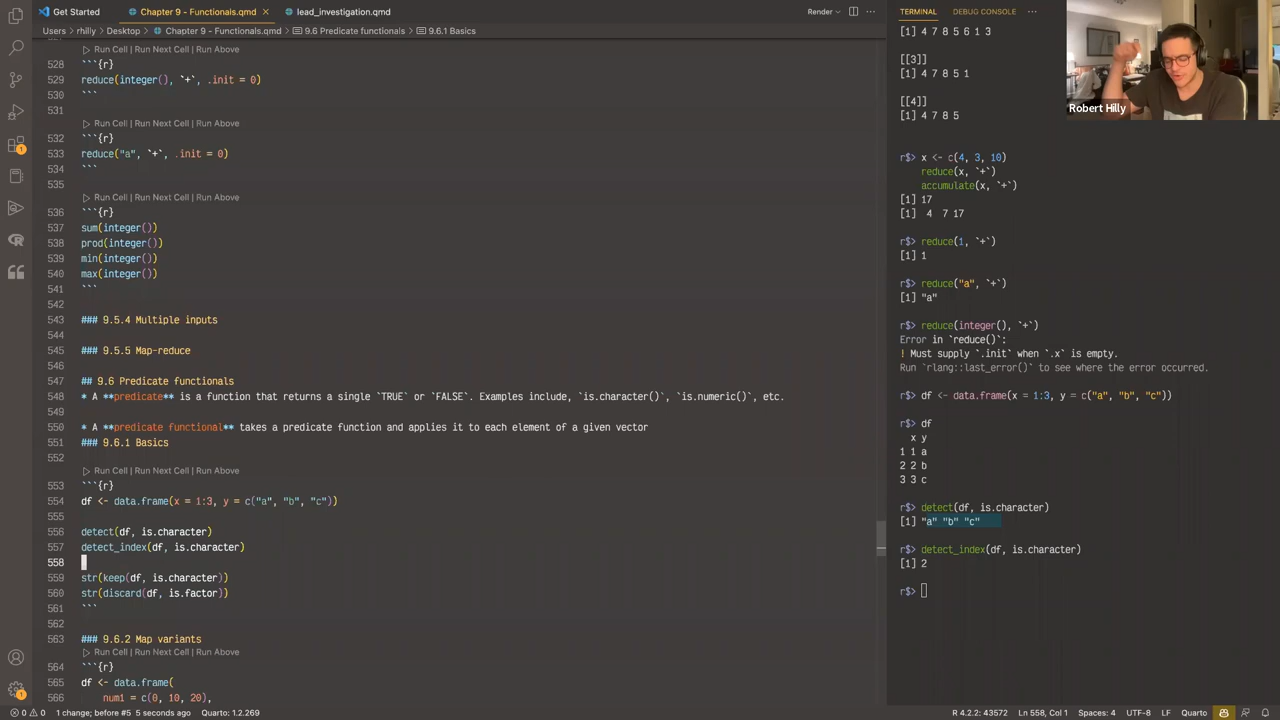 Get Started
Chapter 9 - Functionals.qmd
lead_investigation.qmd
Render
Users > rhilly > Desktop > Chapter 9 - Functionals.qmd > 9.6 Predicate functionals > 9.6.1 Basics
Run Cell | Run Next Cell | Run Above
528 ```{r}
529 reduce(integer(), `+`, .init = 0)
530 ```
531
Run Cell | Run Next Cell | Run Above
532 ```{r}
533 reduce("a", `+`, .init = 0)
534 ```
535
Run Cell | Run Next Cell | Run Above
536 ```{r}
537 sum(integer())
538 prod(integer())
539 min(integer())
540 max(integer())
541 ```
542
543 ### 9.5.4 Multiple inputs
544
545 ### 9.5.5 Map-reduce
546
547 ## 9.6 Predicate functionals
548 * A **predicate** is a function that returns a single `TRUE` or `FALSE`. Examples include, `is.character()`, `is.numeric()`, etc.
549
550 * A **predicate functional** takes a predicate function and applies it to each element of a given vector
551 ### 9.6.1 Basics
552
Run Cell | Run Next Cell | Run Above
553 ```{r}
554 df <- data.frame(x = 1:3, y = c("a", "b", "c"))
555
556 detect(df, is.character)
557 detect_index(df, is.character)
558
559 str(keep(df, is.character))
560 str(discard(df, is.factor))
561 ```
562
563 ### 9.6.2 Map variants
Run Cell | Run Next Cell | Run Above
564 ```{r}
565 df <- data.frame(
566 num1 = c(0, 10, 20),
TERMINAL
DEBUG CONSOLE
[1] 4 7 8 5 6 1 3
[[3]]
[1] 4 7 8 5 1
[[4]]
[1] 4 7 8 5
r$> x <- c(4, 3, 10)
reduce(x, `+`)
accumulate(x, `+`)
[1] 17
[1] 4 7 17
r$> reduce(1, `+`)
[1] 1
r$> reduce("a", `+`)
[1] "a"
r$> reduce(integer(), `+`)
Error in `reduce()`:
! Must supply `.init` when `.x` is empty.
Run `rlang::last_error()` to see where the error occurred.
r$> df <- data.frame(x = 1:3, y = c("a", "b", "c"))
r$> df
x y
1 1 a
2 2 b
3 3 c
r$> detect(df, is.character)
[1] "a" "b" "c"
r$> detect_index(df, is.character)
[1] 2
r$>
Robert Hilly
0 0 1 change; before #5 5 seconds ago Quarto: 1.2.269
R 4.2.2: 43572 Ln 558, Col 1 Spaces: 4 UTF-8 LF Quarto